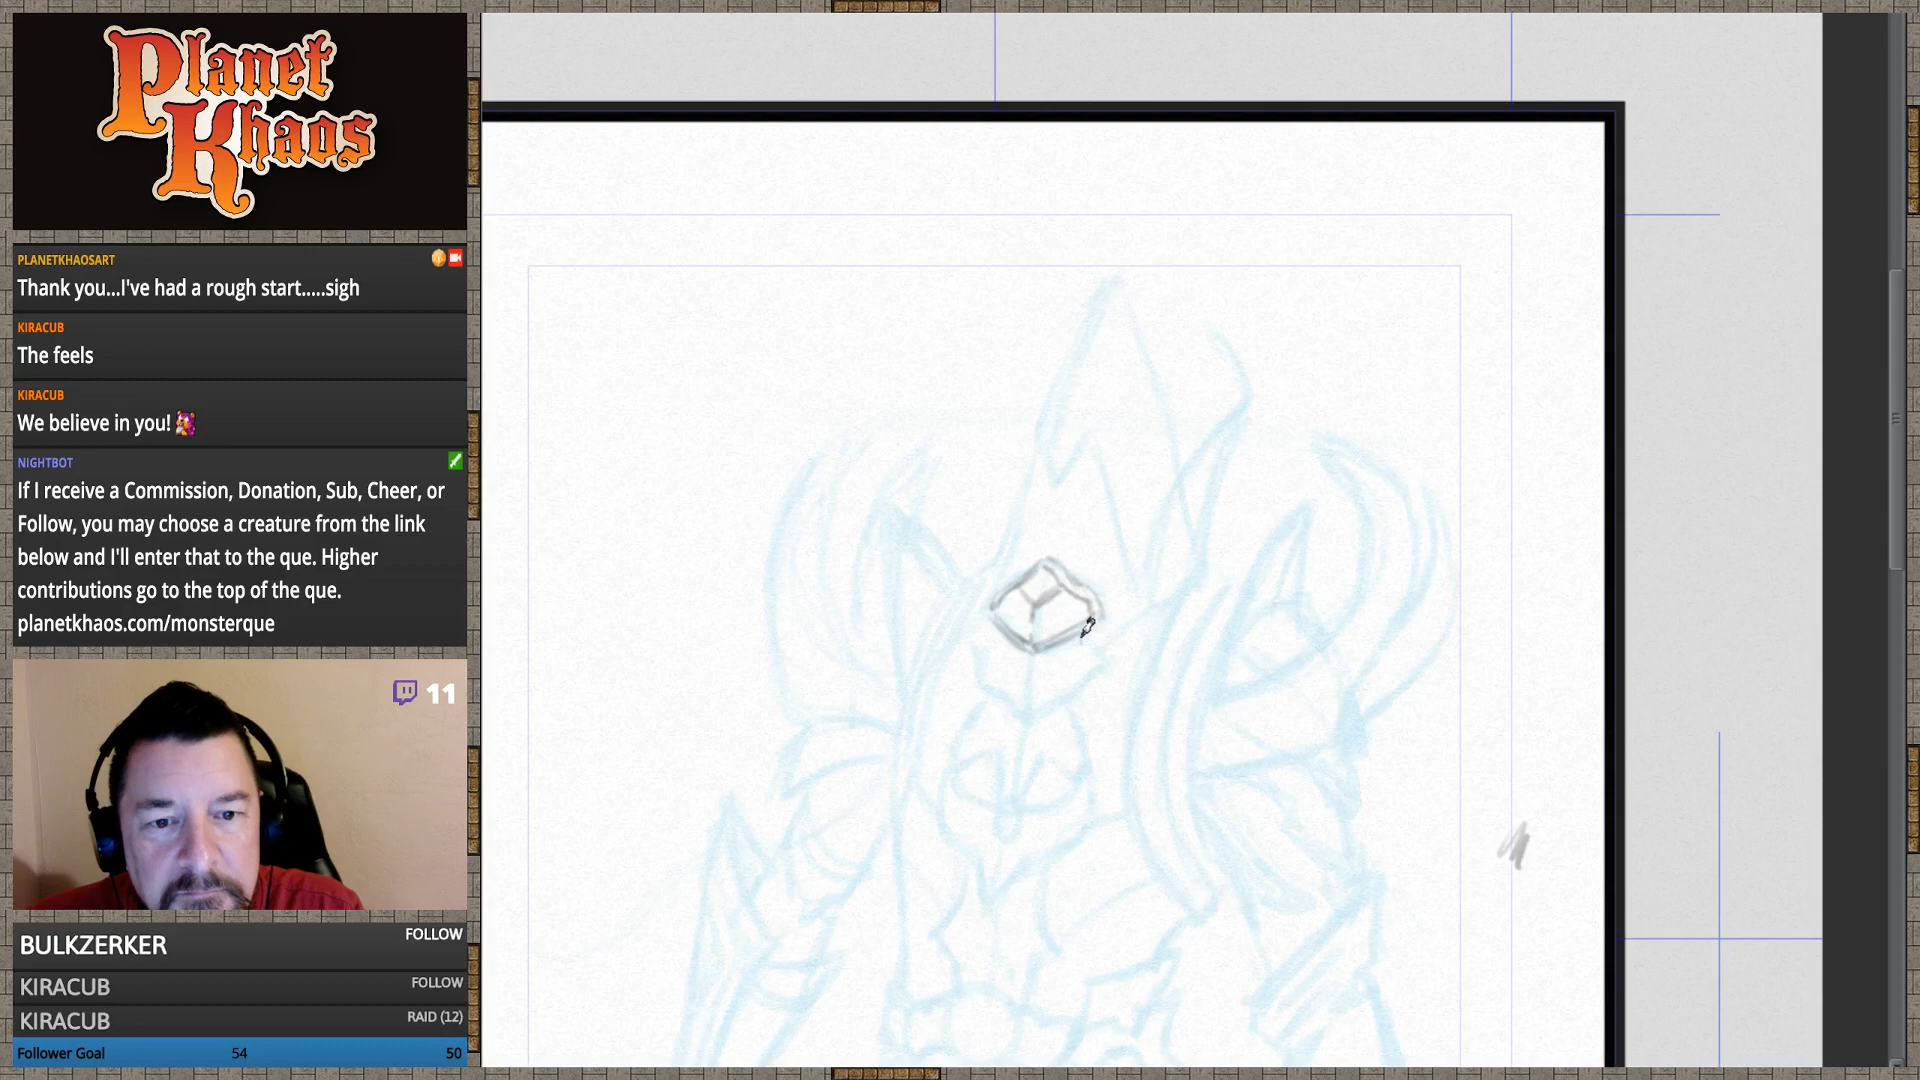 Planet
Khaos
PLANETKHAOSART
Thank you...I've had a rough start.....sigh
KIRACUB
The feels
KIRACUB
We believe in you!
NIGHTBOT
If I receive a Commission, Donation, Sub, Cheer, or
Follow, you may choose a creature from the link
below and I'll enter that to the que. Higher
contributions go to the top of the que.
planetkhaos.com/monsterque
11
BULKZERKER FOLLOW
KIRACUB FOLLOW
KIRACUB RAID (12)
Follower Goal 54 50